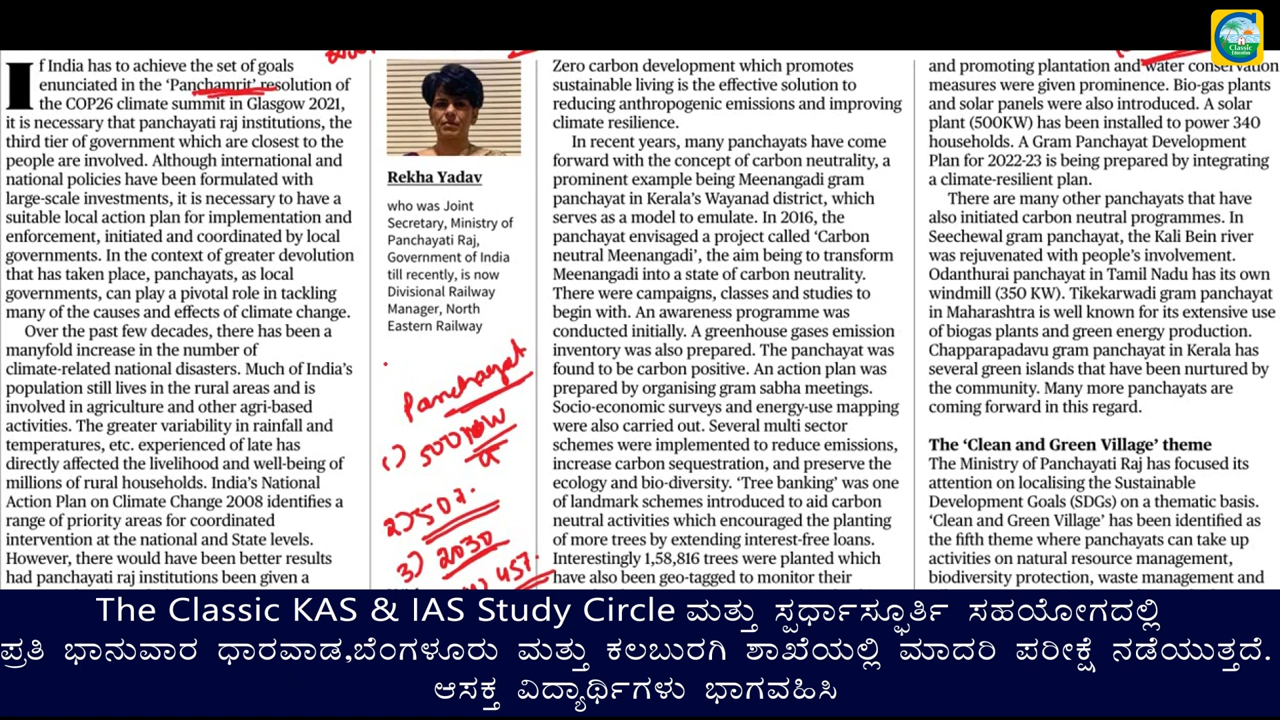 Classic
Education
If India has to achieve the set of goals
enunciated in the ‘Panchamrit’ resolution of
the COP26 climate summit in Glasgow 2021,
it is necessary that panchayati raj institutions, the
third tier of government which are closest to the
people are involved. Although international and
national policies have been formulated with
large-scale investments, it is necessary to have a
suitable local action plan for implementation and
enforcement, initiated and coordinated by local
governments. In the context of greater devolution
that has taken place, panchayats, as local
governments, can play a pivotal role in tackling
many of the causes and effects of climate change.
Over the past few decades, there has been a
manyfold increase in the number of
climate-related national disasters. Much of India’s
population still lives in the rural areas and is
involved in agriculture and other agri-based
activities. The greater variability in rainfall and
temperatures, etc. experienced of late has
directly affected the livelihood and well-being of
millions of rural households. India’s National
Action Plan on Climate Change 2008 identifies a
range of priority areas for coordinated
intervention at the national and State levels.
However, there would have been better results
had panchayati raj institutions been given a
Rekha Yadav
who was Joint
Secretary, Ministry of
Panchayati Raj,
Government of India
till recently, is now
Divisional Railway
Manager, North
Eastern Railway
Panchayat
1) 500 KW
2) 50%.
3) 2030
45%.
Zero carbon development which promotes
sustainable living is the effective solution to
reducing anthropogenic emissions and improving
climate resilience.
In recent years, many panchayats have come
forward with the concept of carbon neutrality, a
prominent example being Meenangadi gram
panchayat in Kerala’s Wayanad district, which
serves as a model to emulate. In 2016, the
panchayat envisaged a project called ‘Carbon
neutral Meenangadi’, the aim being to transform
Meenangadi into a state of carbon neutrality.
There were campaigns, classes and studies to
begin with. An awareness programme was
conducted initially. A greenhouse gases emission
inventory was also prepared. The panchayat was
found to be carbon positive. An action plan was
prepared by organising gram sabha meetings.
Socio-economic surveys and energy-use mapping
were also carried out. Several multi sector
schemes were implemented to reduce emissions,
increase carbon sequestration, and preserve the
ecology and bio-diversity. ‘Tree banking’ was one
of landmark schemes introduced to aid carbon
neutral activities which encouraged the planting
of more trees by extending interest-free loans.
Interestingly 1,58,816 trees were planted which
have also been geo-tagged to monitor their
and promoting plantation and water conservation
measures were given prominence. Bio-gas plants
and solar panels were also introduced. A solar
plant (500KW) has been installed to power 340
households. A Gram Panchayat Development
Plan for 2022-23 is being prepared by integrating
a climate-resilient plan.
There are many other panchayats that have
also initiated carbon neutral programmes. In
Seechewal gram panchayat, the Kali Bein river
was rejuvenated with people’s involvement.
Odanthurai panchayat in Tamil Nadu has its own
windmill (350 KW). Tikekarwadi gram panchayat
in Maharashtra is well known for its extensive use
of biogas plants and green energy production.
Chapparapadavu gram panchayat in Kerala has
several green islands that have been nurtured by
the community. Many more panchayats are
coming forward in this regard.
The ‘Clean and Green Village’ theme
The Ministry of Panchayati Raj has focused its
attention on localising the Sustainable
Development Goals (SDGs) on a thematic basis.
‘Clean and Green Village’ has been identified as
the fifth theme where panchayats can take up
activities on natural resource management,
biodiversity protection, waste management and
The Classic KAS & IAS Study Circle ಮತ್ತು ಸ್ಪರ್ಧಾಸ್ಫೂರ್ತಿ ಸಹಯೋಗದಲ್ಲಿ
ಪ್ರತಿ ಭಾನುವಾರ ಧಾರವಾಡ,ಬೆಂಗಳೂರು ಮತ್ತು ಕಲಬುರಗಿ ಶಾಖೆಯಲ್ಲಿ ಮಾದರಿ ಪರೀಕ್ಷೆ ನಡೆಯುತ್ತದೆ.
ಆಸಕ್ತ ವಿದ್ಯಾರ್ಥಿಗಳು ಭಾಗವಹಿಸಿ